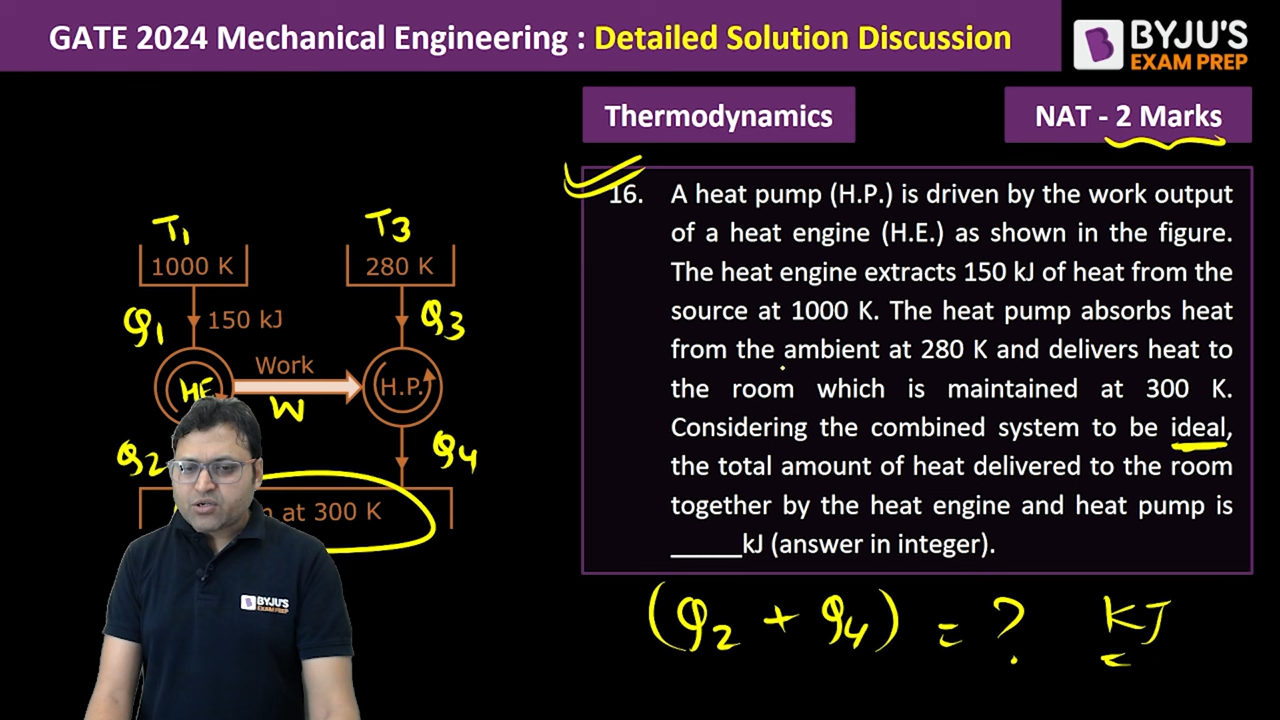 GATE 2024 Mechanical Engineering : Detailed Solution Discussion
BYJU'S
EXAM PREP
Thermodynamics
NAT - 2 Marks
16. A heat pump (H.P.) is driven by the work output
of a heat engine (H.E.) as shown in the figure.
The heat engine extracts 150 kJ of heat from the
source at 1000 K. The heat pump absorbs heat
from the ambient at 280 K and delivers heat to
the room which is maintained at 300 K.
Considering the combined system to be ideal,
the total amount of heat delivered to the room
together by the heat engine and heat pump is
_____kJ (answer in integer).
(Q2 + Q4) = ? KJ
T1
T3
1000 K
280 K
Q1
150 kJ
Q3
Work
HE
H.P.
W
Q2
Q4
at 300 K
BYJU'S
EXAM PREP